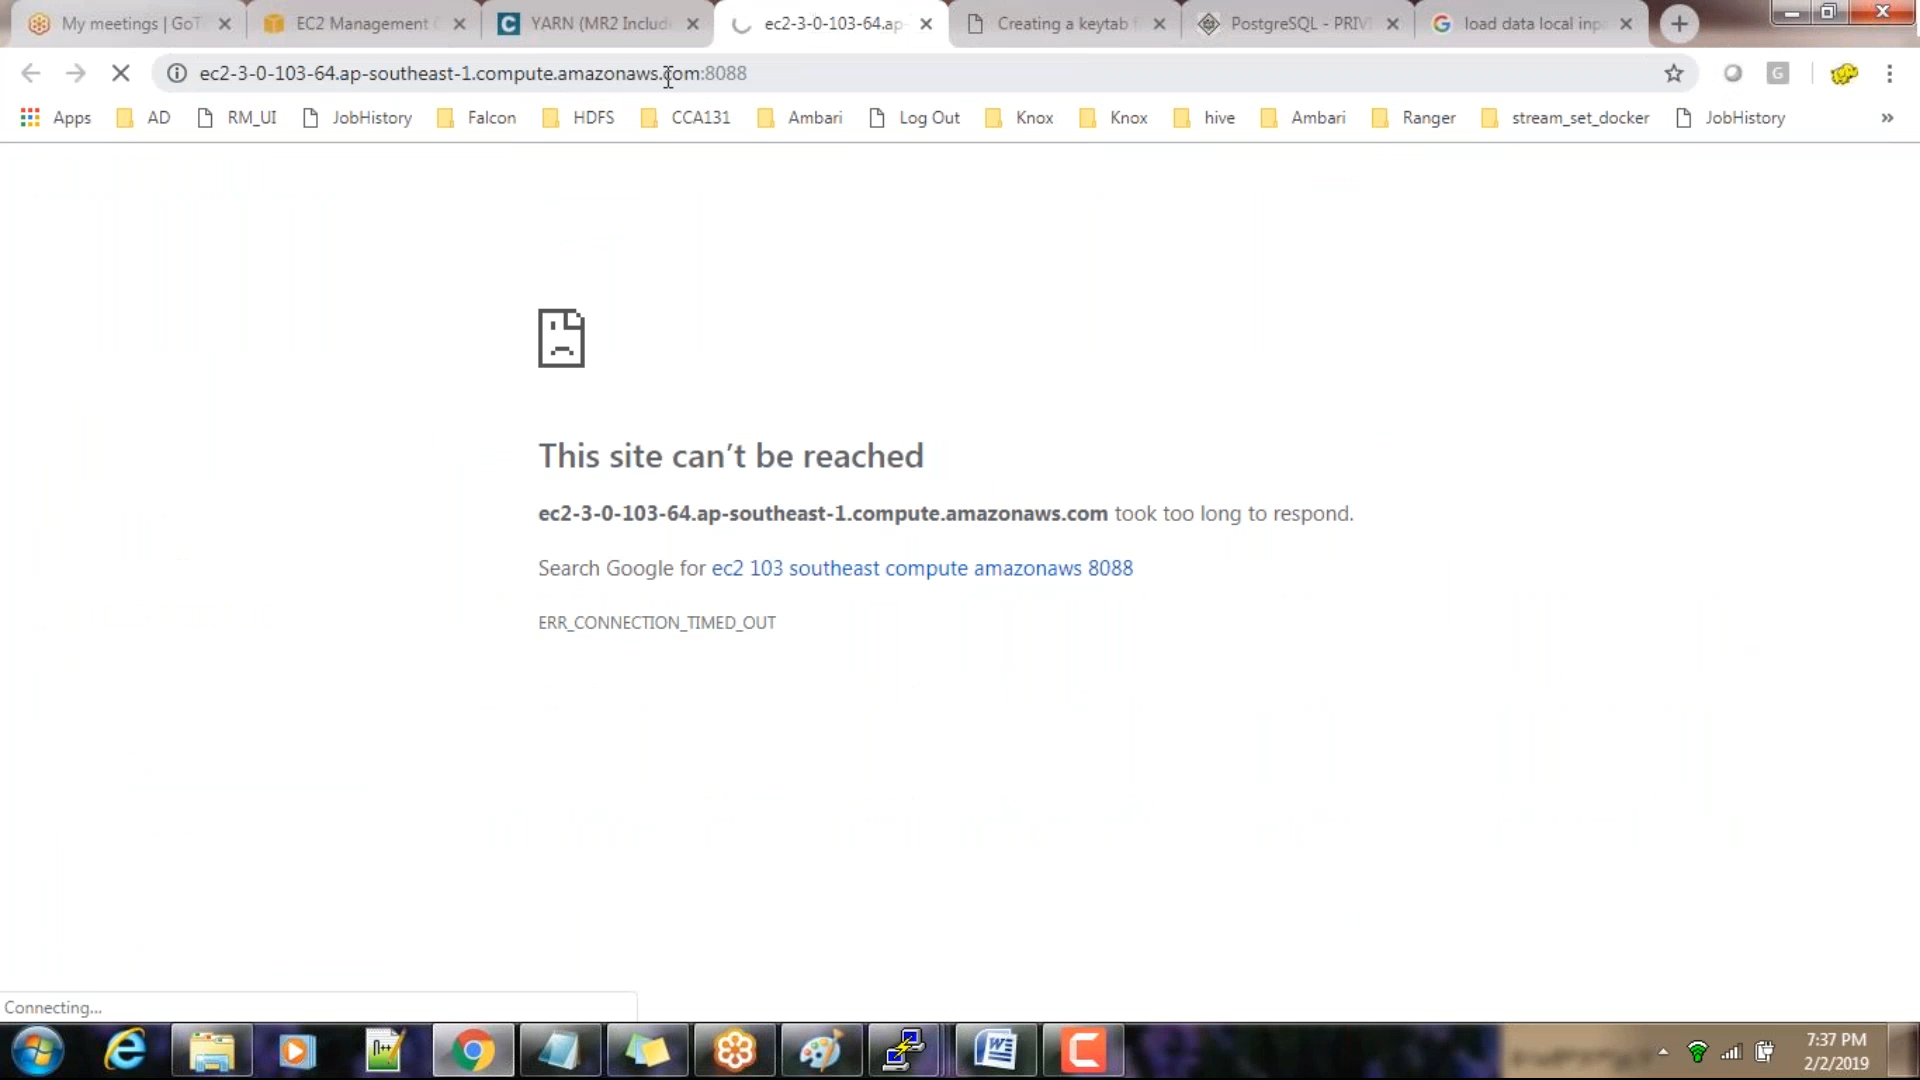 My meetings | GoT
EC2 Management C
YARN (MR2 Includ
ec2-3-0-103-64.ap-
Creating a keytab f
PostgreSQL - PRIVI
load data local inp
ec2-3-0-103-64.ap-southeast-1.compute.amazonaws.com:8088
G
Apps
AD
RM_UI
JobHistory
Falcon
HDFS
CCA131
Ambari
Log Out
Knox
Knox
hive
Ambari
Ranger
stream_set_docker
JobHistory
»
This site can't be reached
ec2-3-0-103-64.ap-southeast-1.compute.amazonaws.com took too long to respond.
Search Google for ec2 103 southeast compute amazonaws 8088
ERR_CONNECTION_TIMED_OUT
Connecting...
7:37 PM
2/2/2019